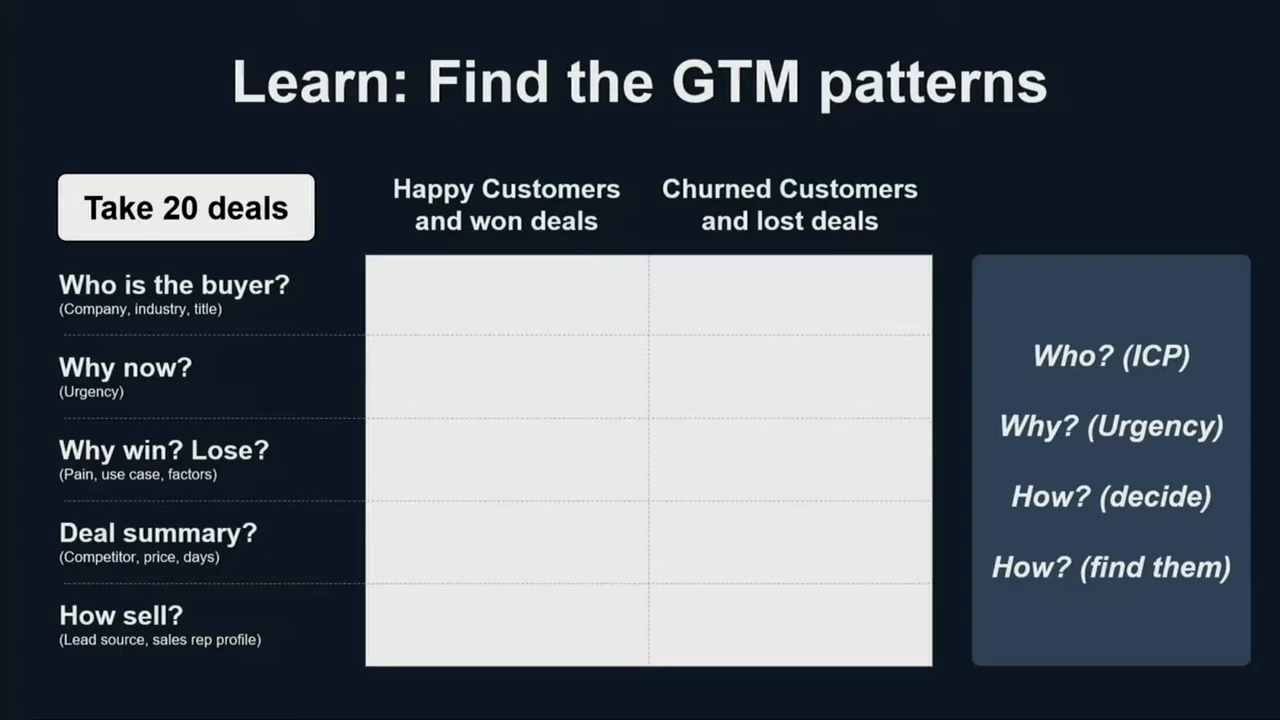 Learn: Find the GTM patterns
Take 20 deals
Happy Customers
and won deals
Churned Customers
and lost deals
Who is the buyer?
(Company, industry, title)
Why now?
(Urgency)
Why win? Lose?
(Pain, use case, factors)
Deal summary?
(Competitor, price, days)
How sell?
(Lead source, sales rep profile)
Who? (ICP)
Why? (Urgency)
How? (decide)
How? (find them)